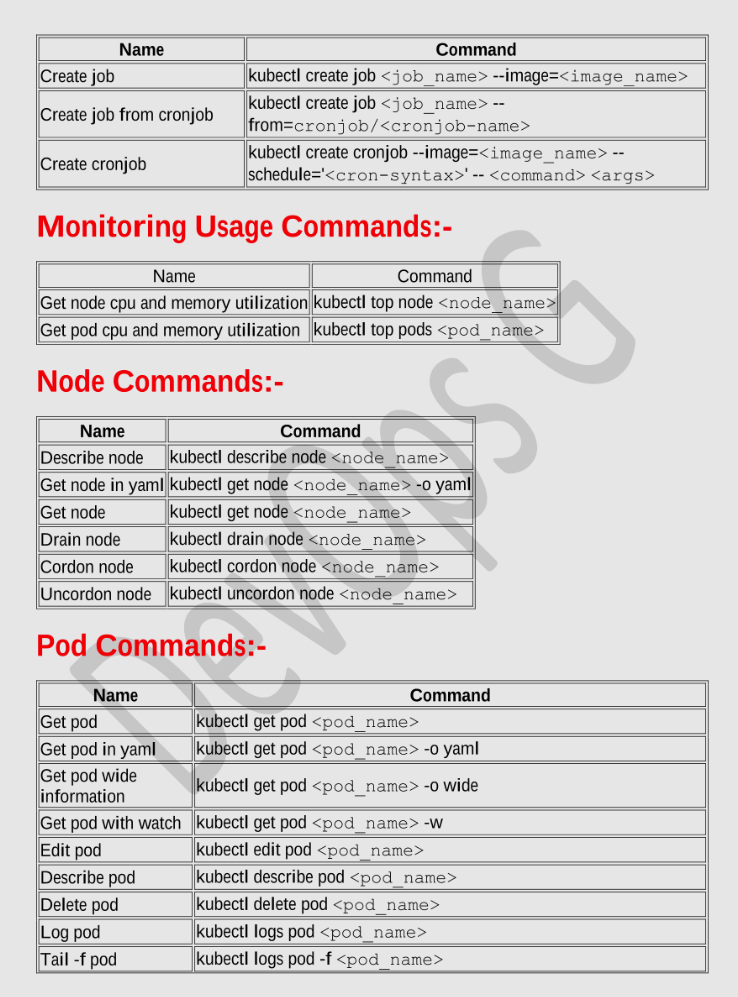 Name Command
Create job kubectl create job <job_name> --image=<image_name>
Create job from cronjob kubectl create job <job_name> --
from=cronjob/<cronjob-name>
Create cronjob kubectl create cronjob --image=<image_name> --
schedule='<cron-syntax>' -- <command> <args>
Monitoring Usage Commands:-
Name Command
Get node cpu and memory utilization kubectl top node <node_name>
Get pod cpu and memory utilization kubectl top pods <pod_name>
Node Commands:-
Name Command
Describe node kubectl describe node <node_name>
Get node in yaml kubectl get node <node_name> -o yaml
Get node kubectl get node <node_name>
Drain node kubectl drain node <node_name>
Cordon node kubectl cordon node <node_name>
Uncordon node kubectl uncordon node <node_name>
Pod Commands:-
Name Command
Get pod kubectl get pod <pod_name>
Get pod in yaml kubectl get pod <pod_name> -o yaml
Get pod wide
information kubectl get pod <pod_name> -o wide
Get pod with watch kubectl get pod <pod_name> -w
Edit pod kubectl edit pod <pod_name>
Describe pod kubectl describe pod <pod_name>
Delete pod kubectl delete pod <pod_name>
Log pod kubectl logs pod <pod_name>
Tail -f pod kubectl logs pod -f <pod_name>
DevOps G